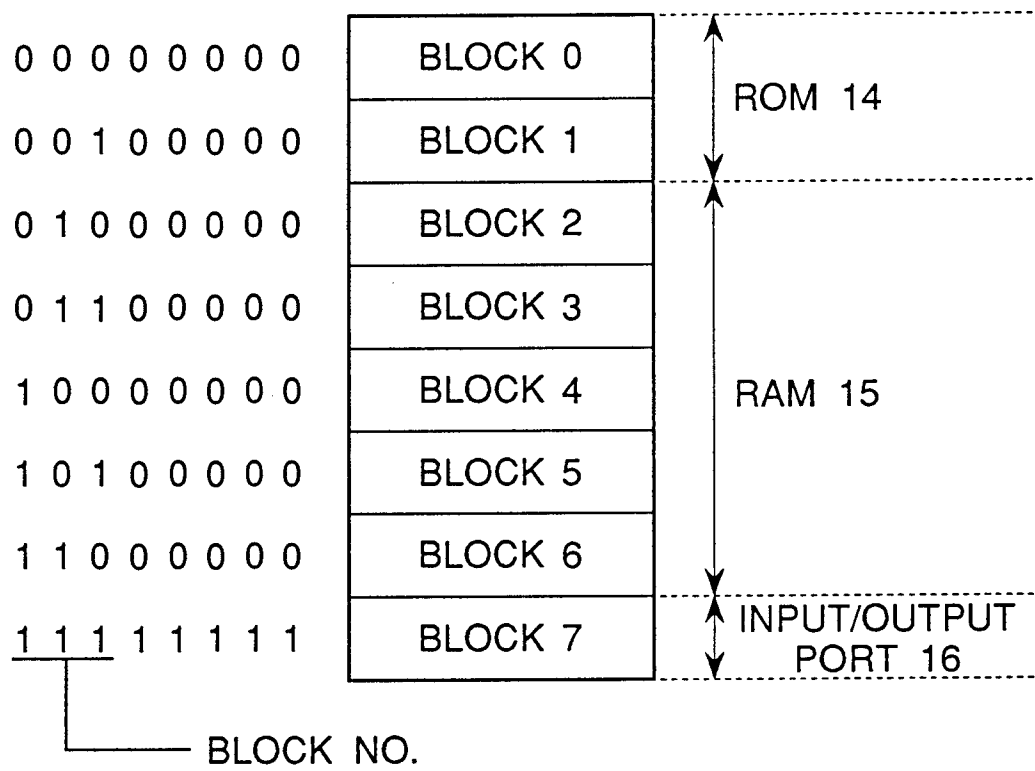 0 0 0 0 0 0 0 0 BLOCK 0
ROM 14
0 0 1 0 0 0 0 0 BLOCK 1
0 1 0 0 0 0 0 0 BLOCK 2
0 1 1 0 0 0 0 0 BLOCK 3
1 0 0 0 0 0 0 0 BLOCK 4 RAM 15
1 0 1 0 0 0 0 0 BLOCK 5
1 1 0 0 0 0 0 0 BLOCK 6
1 1 1 1 1 1 1 1 BLOCK 7
INPUT/OUTPUT
PORT 16
BLOCK NO.